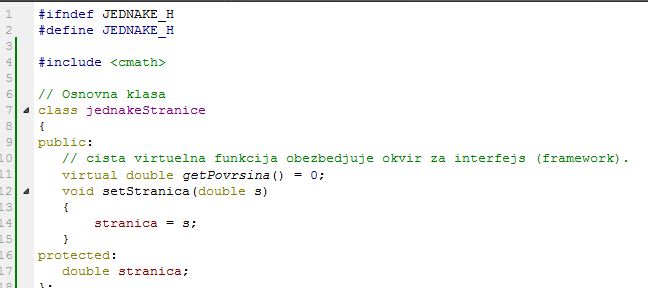 1 #ifndef JEDNAKE_H
2 #define JEDNAKE_H
3
4 #include <cmath>
5
6 // Osnovna klasa
7 class jednakeStranice
8 {
9 public:
10 // cista virtuelna funkcija obezbedjuje okvir za interfejs (framework).
11 virtual double getPovrsina() = 0;
12 void setStranica(double s)
13 {
14 stranica = s;
15 }
16 protected:
17 double stranica;
18 };